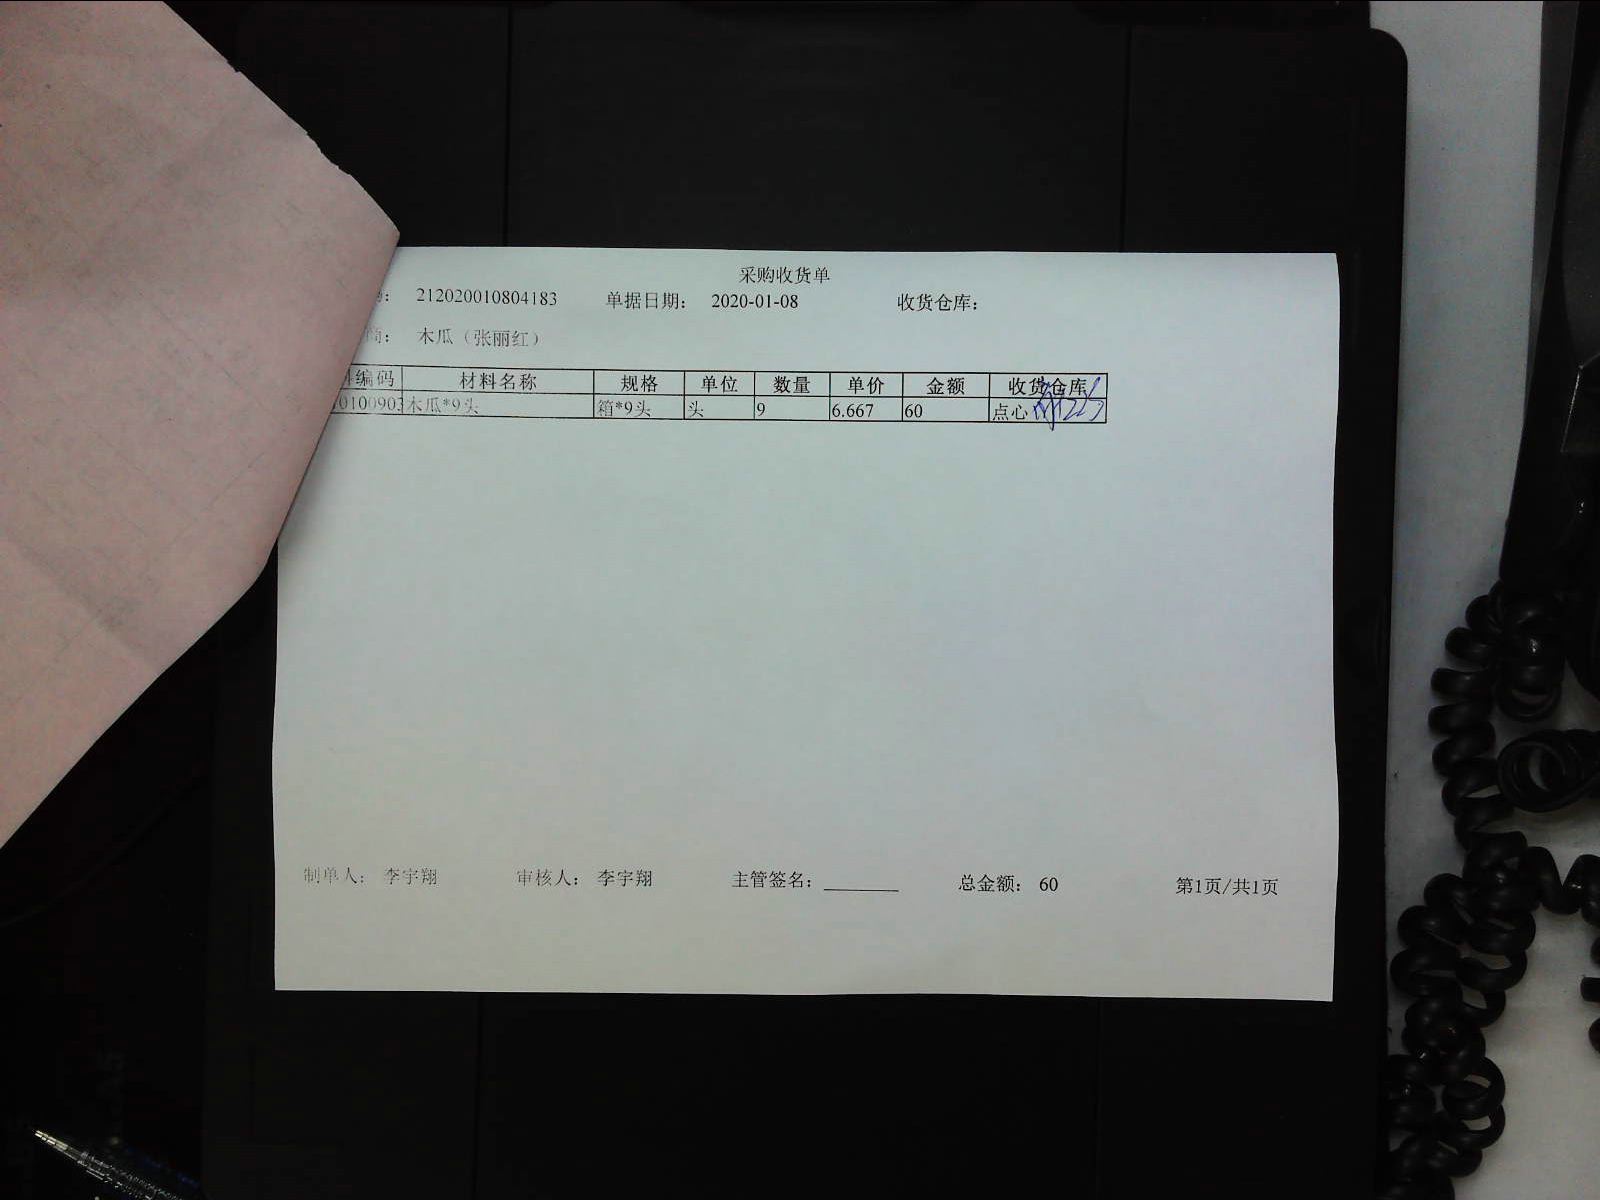 采购收货单
212020010804183 单据日期: 2020-01-08 收货仓库:
商: 木瓜（张丽红）
编码 材料名称 规格 单位 数量 单价 金额 收货仓库
0100903 木瓜*9头 箱*9头 头 9 6.667 60 点心
制单人: 李宇翔 审核人: 李宇翔 主管签名: 总金额: 60 第1页/共1页